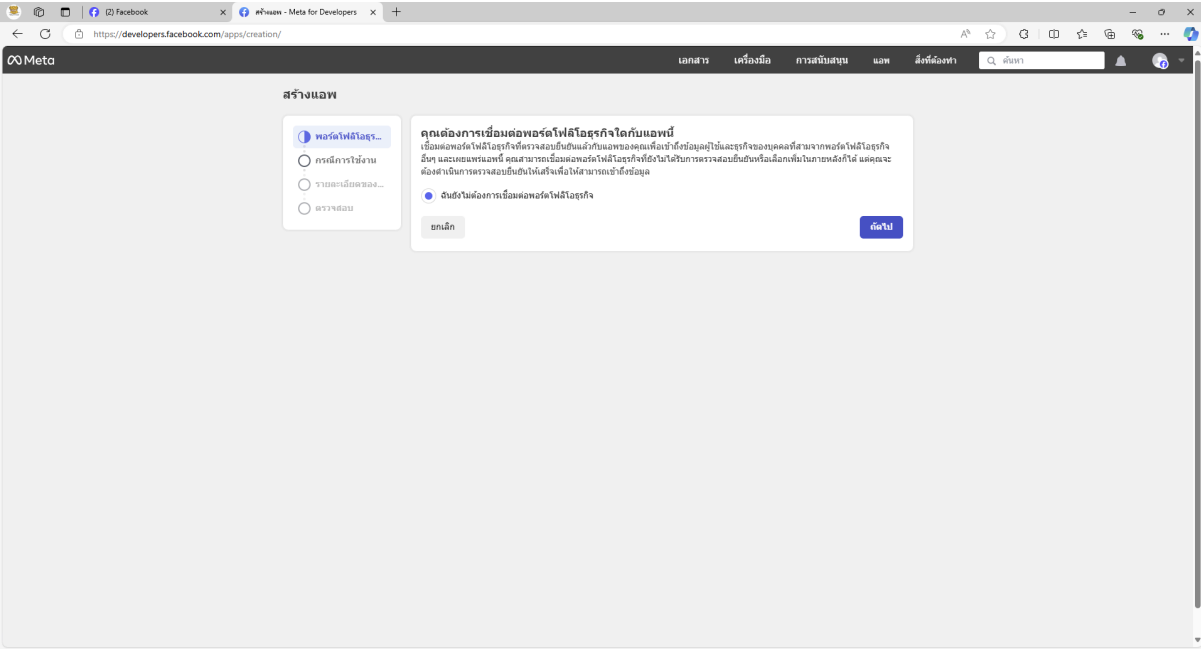 (2) Facebook
สร้างแอพ - Meta for Developers
https://developers.facebook.com/apps/creation/
Meta
เอกสาร
เครื่องมือ
การสนับสนุน
แอพ
สิ่งที่ต้องทำ
ค้นหา
สร้างแอพ
พอร์ตโฟลิโอธุร...
กรณีการใช้งาน
รายละเอียดของ...
ตรวจสอบ
คุณต้องการเชื่อมต่อพอร์ตโฟลิโอธุรกิจใดกับแอพนี้
เชื่อมต่อพอร์ตโฟลิโอธุรกิจที่ตรวจสอบยืนยันแล้วกับแอพของคุณเพื่อเข้าถึงข้อมูลผู้ใช้และธุรกิจของบุคคลที่สามจากพอร์ตโฟลิโอธุรกิจ
อื่นๆ และเผยแพร่แอพนี้ คุณสามารถเชื่อมต่อพอร์ตโฟลิโอธุรกิจที่ยังไม่ได้รับการตรวจสอบยืนยันหรือเลือกเพิ่มในภายหลังก็ได้ แต่คุณจะ
ต้องดำเนินการตรวจสอบยืนยันให้เสร็จเพื่อให้สามารถเข้าถึงข้อมูล
ฉันยังไม่ต้องการเชื่อมต่อพอร์ตโฟลิโอธุรกิจ
ยกเลิก
ถัดไป